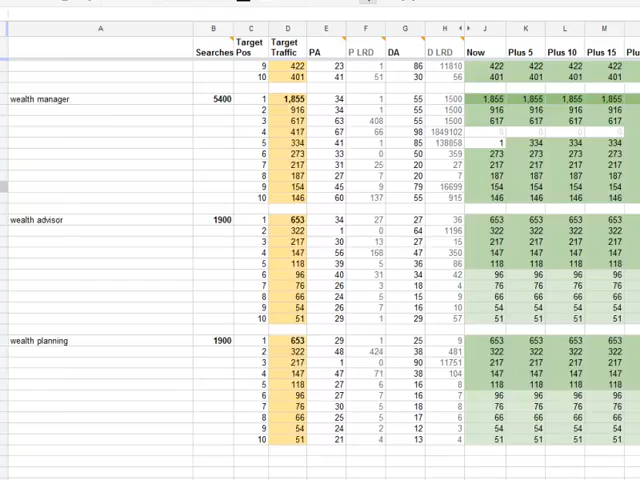 A B C D E F G H J K L M
Searches Target Pos Target Traffic PA P LRD DA D LRD Now Plus 5 Plus 10 Plus 15
9 422 23 1 86 11810 422 422 422 422
10 401 41 51 30 56 401 401 401 401
wealth manager 5400 1 1,855 34 1 55 1500 1,855 1,855 1,855 1,855
2 916 34 1 55 1500 916 916 916 916
3 617 63 408 55 1500 617 617 617 617
4 417 67 66 98 1849102 0 0 0 0
5 334 41 1 85 138858 1 334 334 334
6 273 33 0 50 359 273 273 273 273
7 217 31 25 20 27 217 217 217 217
8 187 27 7 20 7 187 187 187 187
9 154 45 9 79 16699 154 154 154 154
10 146 60 137 55 915 146 146 146 146
wealth advisor 1900 1 653 34 27 27 36 653 653 653 653
2 322 1 0 64 1196 322 322 322 322
3 217 30 13 27 15 217 217 217 217
4 147 56 168 47 350 147 147 147 147
5 118 39 5 36 86 118 118 118 118
6 96 40 31 34 42 96 96 96 96
7 76 26 3 18 4 76 76 76 76
8 66 24 5 15 9 66 66 66 66
9 54 26 7 16 10 54 54 54 54
10 51 29 1 29 57 51 51 51 51
wealth planning 1900 1 653 29 1 25 9 653 653 653 653
2 322 48 424 38 481 322 322 322 322
3 217 1 0 90 11751 217 217 217 217
4 147 47 71 38 104 147 147 147 147
5 118 27 6 16 8 118 118 118 118
6 96 27 7 16 7 96 96 96 96
7 76 30 5 18 8 76 76 76 76
8 66 25 5 17 6 66 66 66 66
9 54 24 2 12 3 54 54 54 54
10 51 21 4 13 4 51 51 51 51